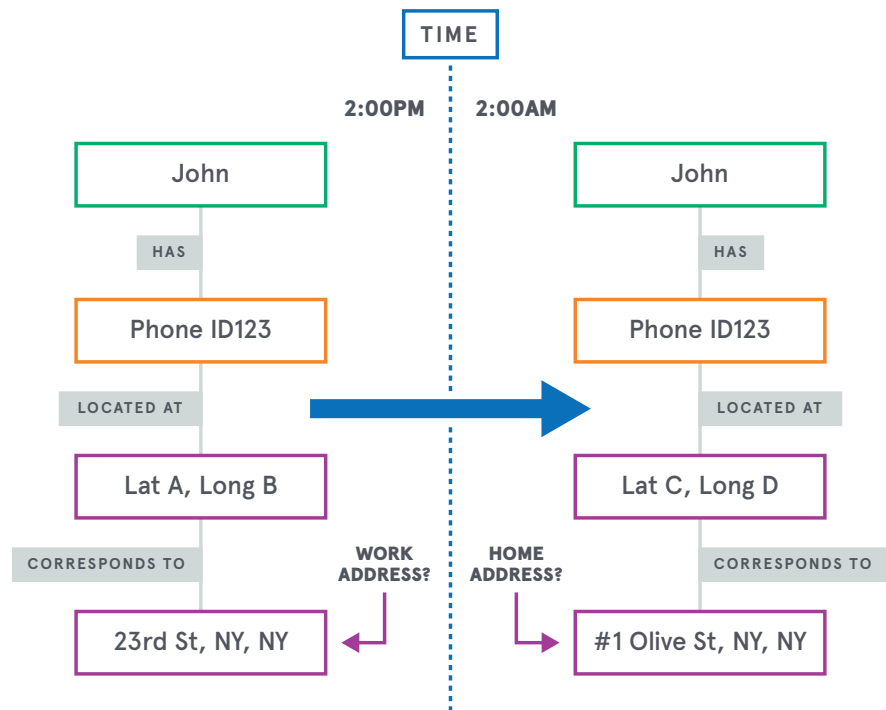 TIME
2:00PM
2:00AM
John
John
HAS
HAS
Phone ID123
Phone ID123
LOCATED AT
LOCATED AT
Lat A, Long B
Lat C, Long D
CORRESPONDS TO
WORK
ADDRESS?
HOME
ADDRESS?
CORRESPONDS TO
23rd St, NY, NY
#1 Olive St, NY, NY